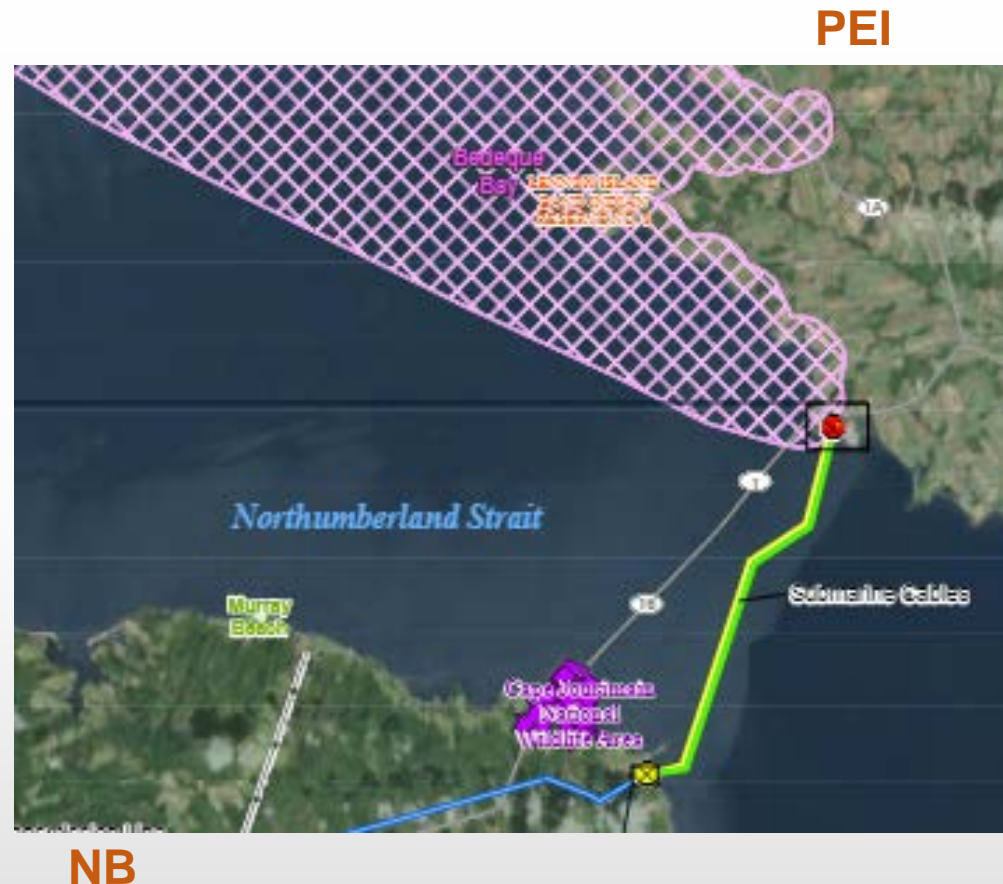 PEI
Bedeque
Bay
1A
Northumberland Strait
1
16
Submarine Cables
Murray
Beach
Cape Jourimain
National
Wildlife Area
NB